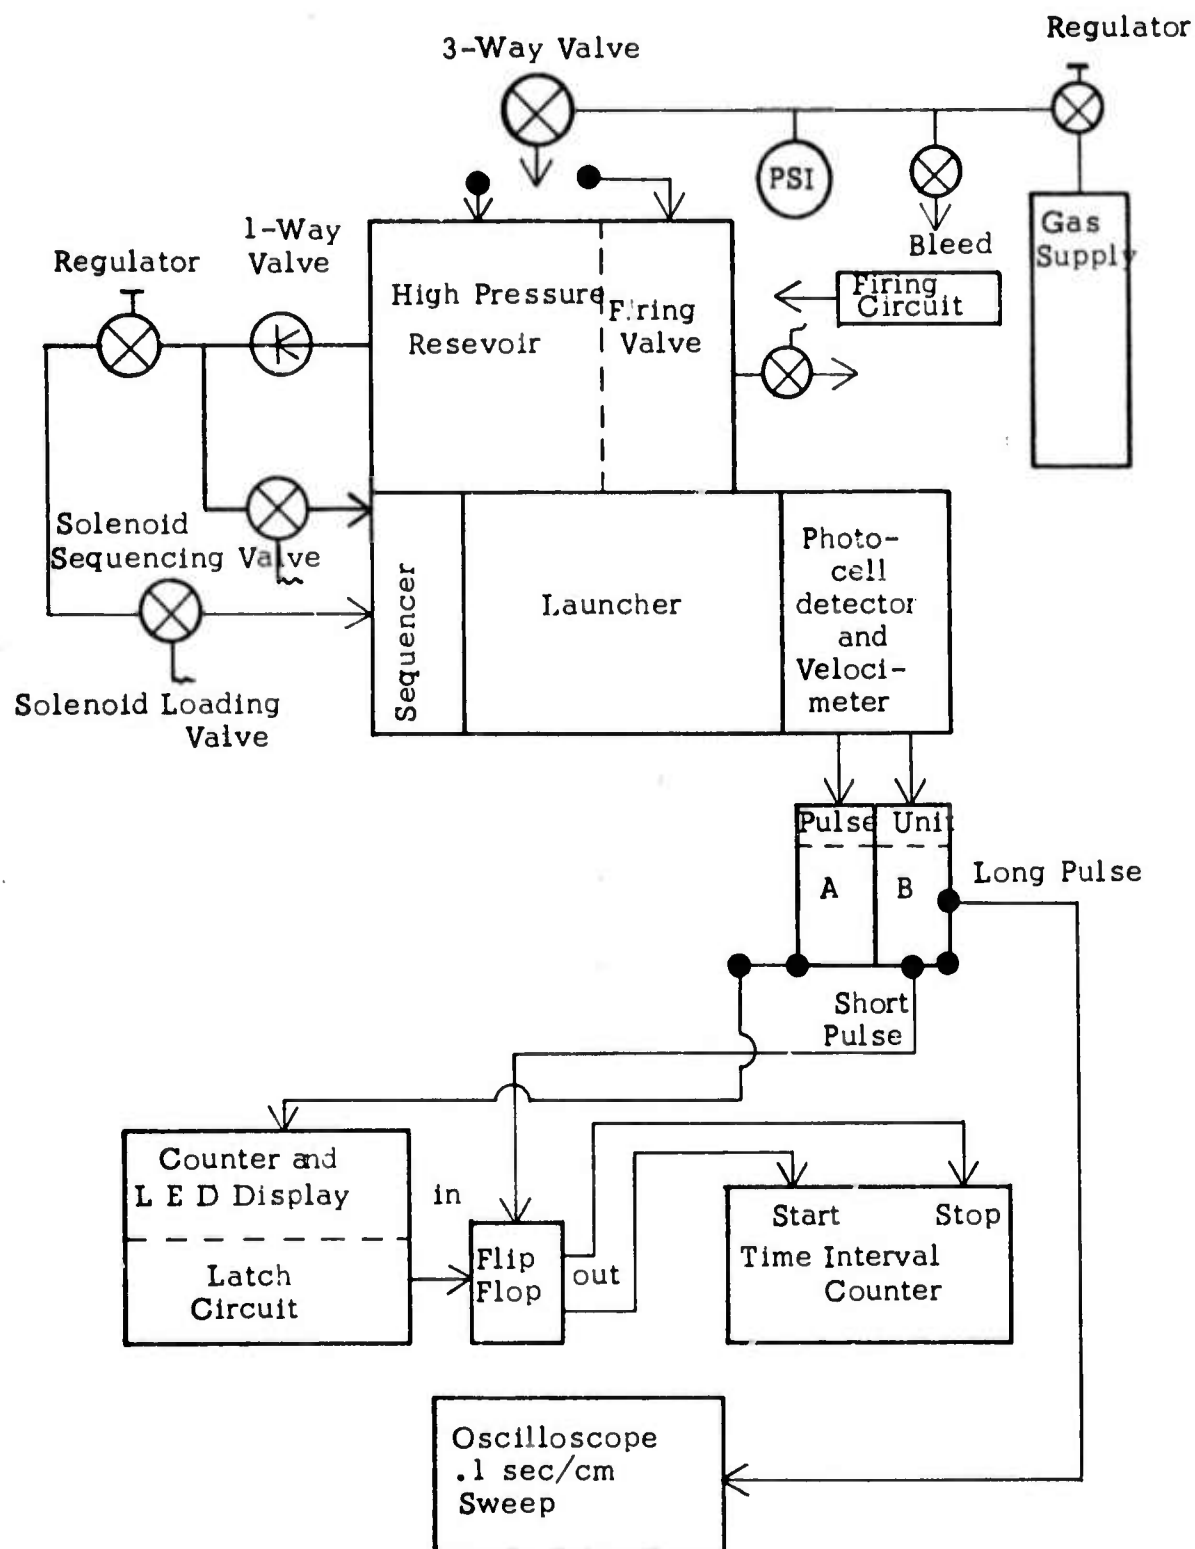 Regulator
3-Way Valve
PSI
Gas
Supply
Bleed
1-Way
Valve
Regulator
High Pressure
Resevoir
Firing
Valve
Firing
Circuit
Solenoid
Sequencing Valve
Solenoid Loading
Valve
Sequencer
Launcher
Photo-
cell
detector
and
Veloci-
meter
Pulse Unit
A B
Long Pulse
Short
Pulse
Counter and
L E D Display
Latch
Circuit
in
Flip
Flop
out
Start Stop
Time Interval
Counter
Oscilloscope
.1 sec/cm
Sweep